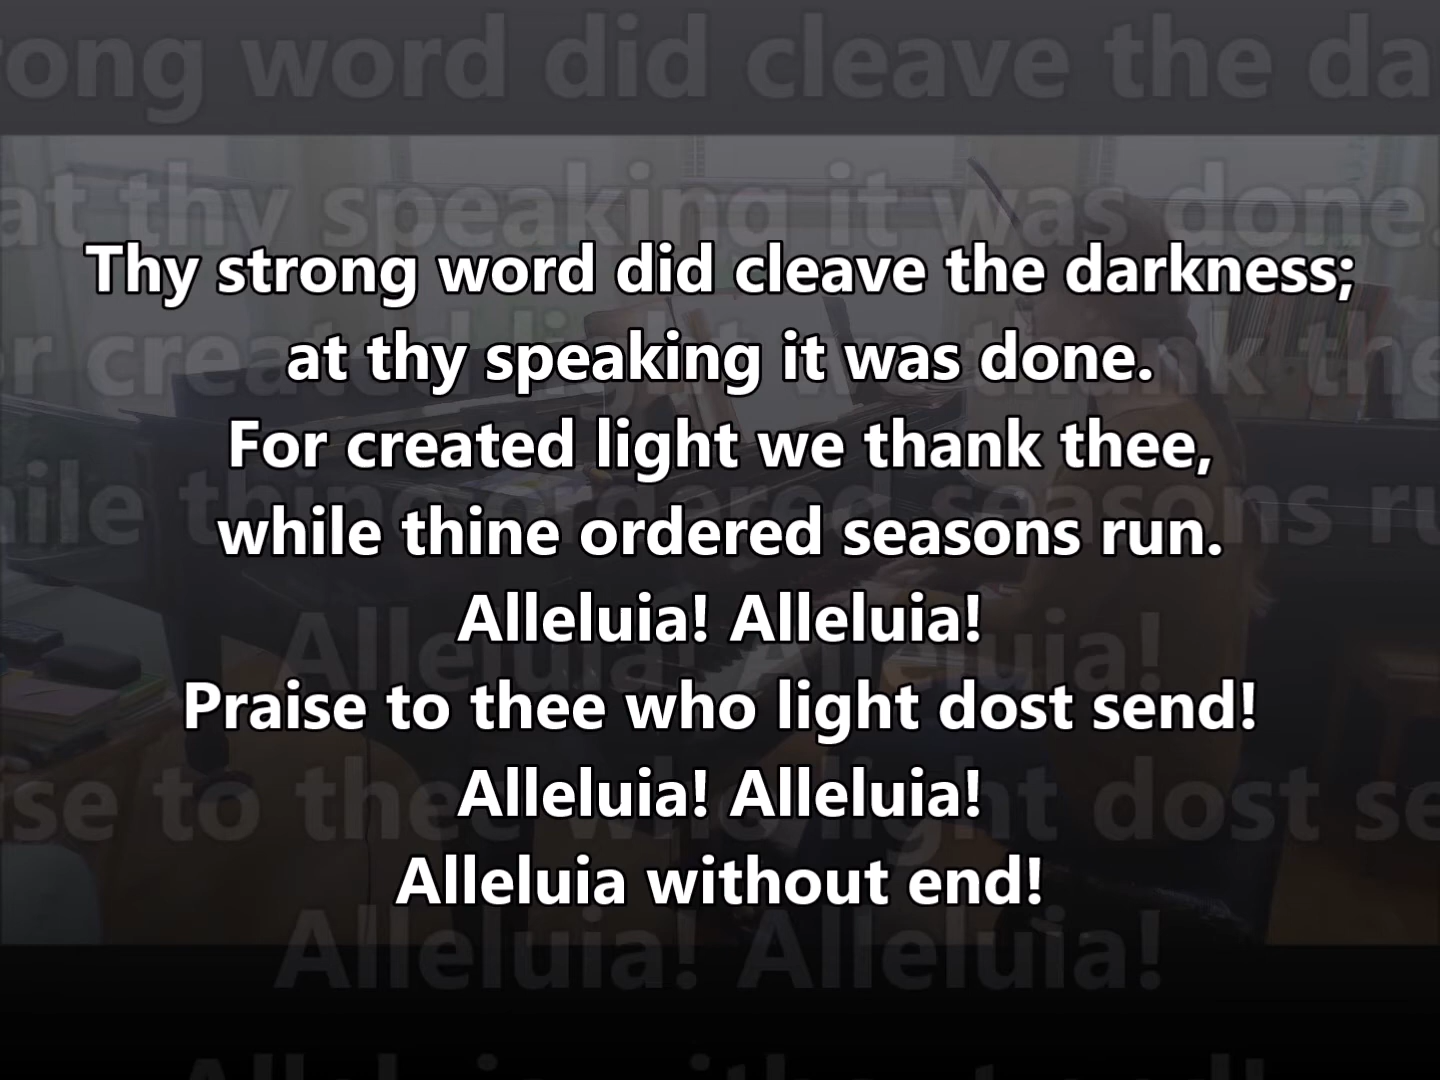 Thy strong word did cleave the darkness;
at thy speaking it was done.
For created light we thank thee,
while thine ordered seasons run.
Alleluia! Alleluia!
Praise to thee who light dost send!
Alleluia! Alleluia!
Alleluia without end!